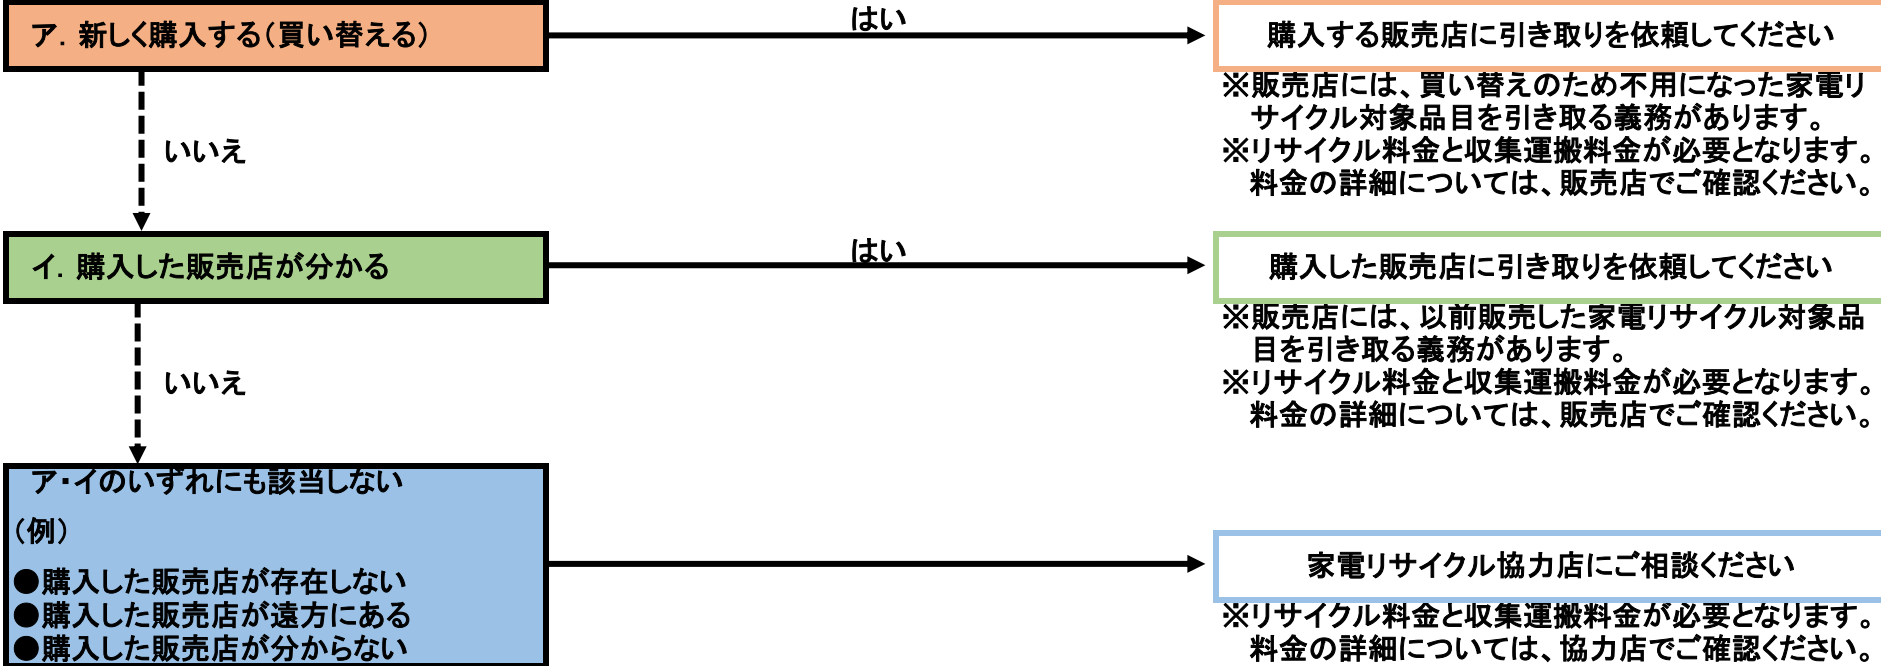 ア．新しく購入する（買い替える）
はい
購入する販売店に引き取りを依頼してください
※販売店には、買い替えのため不用になった家電リ
サイクル対象品目を引き取る義務があります。
※リサイクル料金と収集運搬料金が必要となります。
料金の詳細については、販売店でご確認ください。
いいえ
イ．購入した販売店が分かる
はい
購入した販売店に引き取りを依頼してください
※販売店には、以前販売した家電リサイクル対象品
目を引き取る義務があります。
※リサイクル料金と収集運搬料金が必要となります。
料金の詳細については、販売店でご確認ください。
いいえ
ア・イのいずれにも該当しない
（例）
●購入した販売店が存在しない
●購入した販売店が遠方にある
●購入した販売店が分からない
家電リサイクル協力店にご相談ください
※リサイクル料金と収集運搬料金が必要となります。
料金の詳細については、協力店でご確認ください。